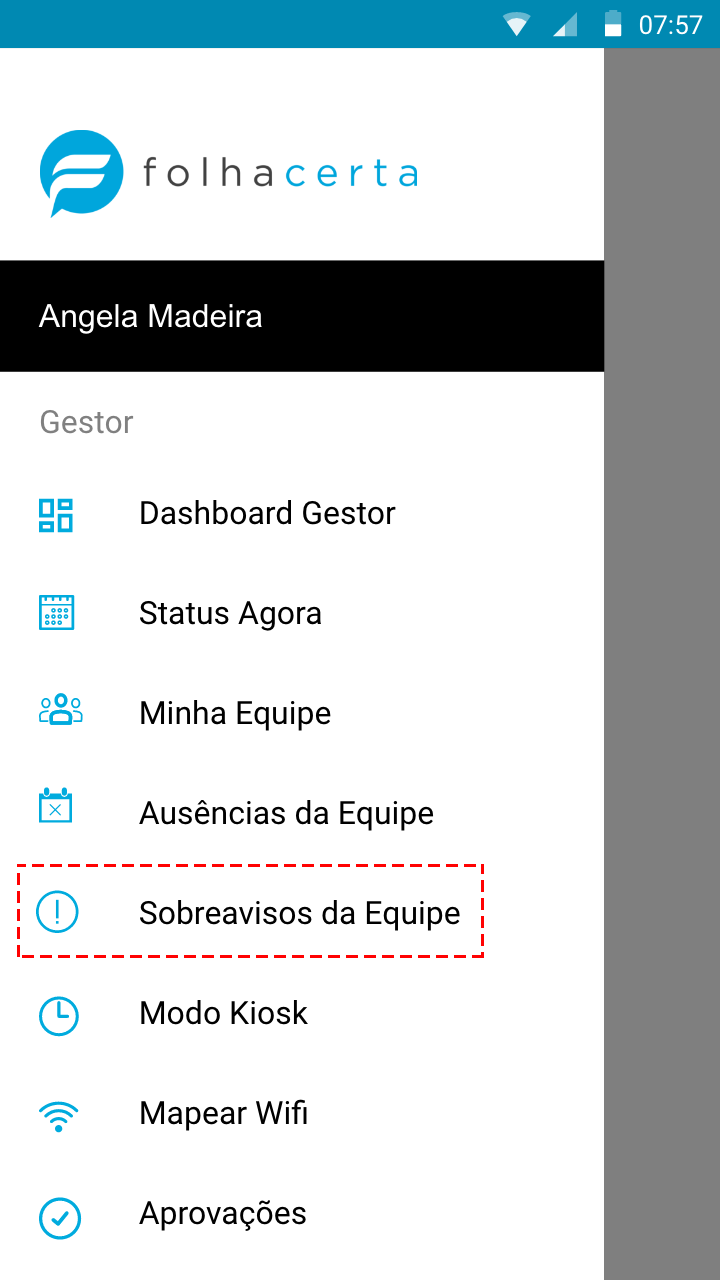 07:57
folhacerta
Angela Madeira
Gestor
Dashboard Gestor
Status Agora
Minha Equipe
Ausências da Equipe
Sobreavisos da Equipe
Modo Kiosk
Mapear Wifi
Aprovações